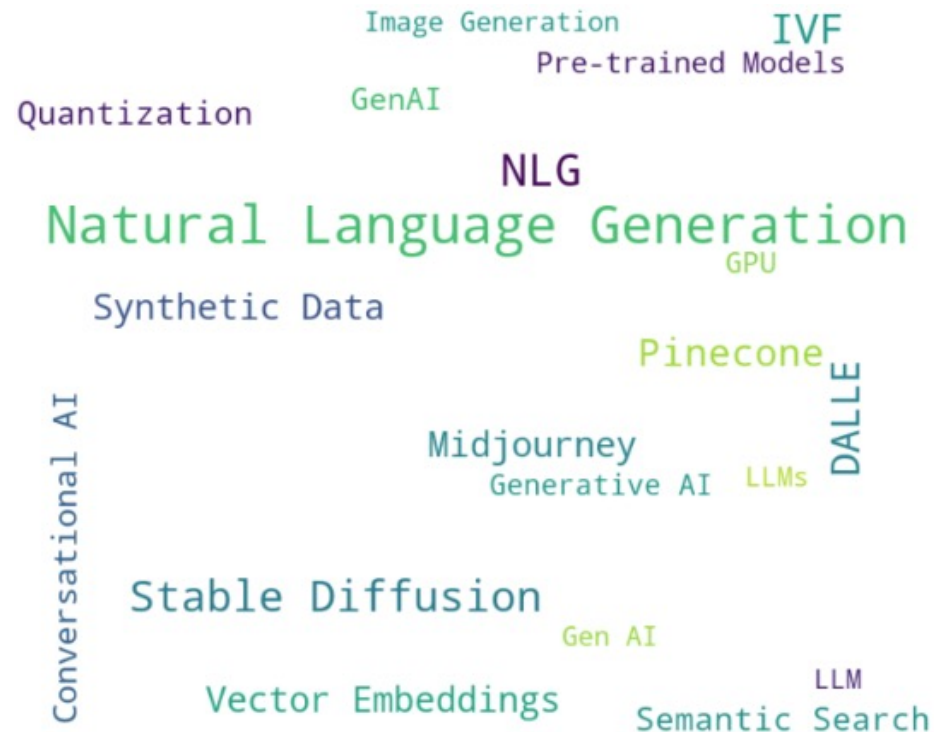 Image Generation
IVF
Pre-trained Models
GenAI
Quantization
NLG
Natural Language Generation
GPU
Synthetic Data
Pinecone
DALLE
Conversational AI
Midjourney
Generative AI
LLMs
Stable Diffusion
Gen AI
LLM
Vector Embeddings
Semantic Search